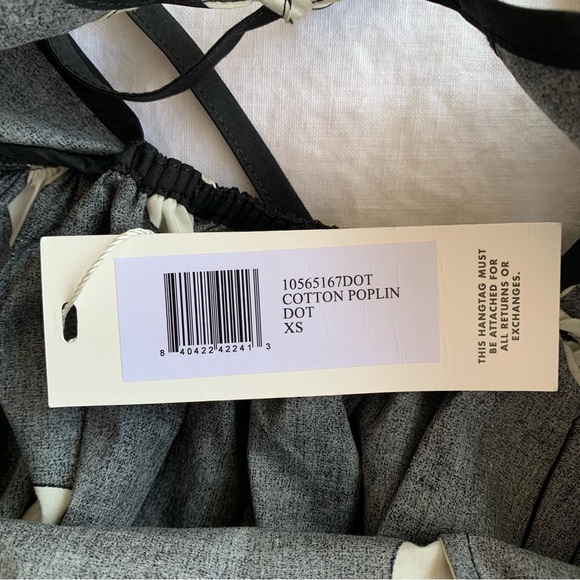 10565167DOT
COTTON POPLIN
DOT
XS
8 40422 42241 3
THIS HANGTAG MUST
BE ATTACHED FOR
ALL RETURNS OR
EXCHANGES.